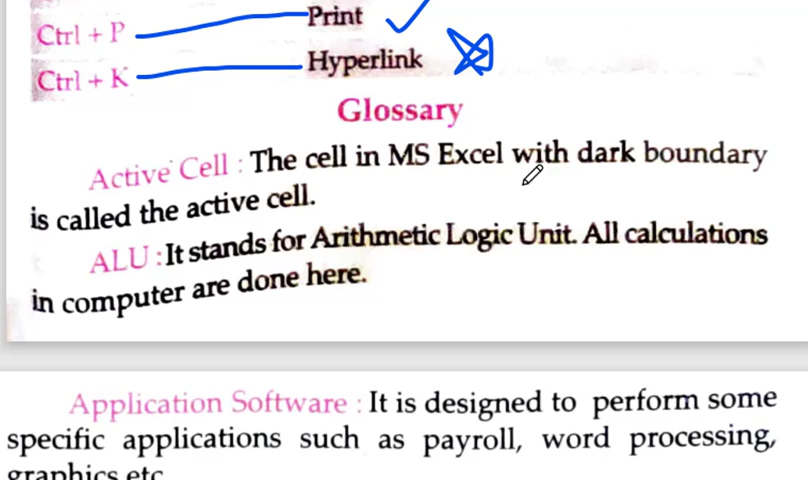 Ctrl + P Print
Ctrl + K Hyperlink
Glossary
Active Cell : The cell in MS Excel with dark boundary
is called the active cell.
ALU : It stands for Arithmetic Logic Unit. All calculations
in computer are done here.
Application Software : It is designed to perform some
specific applications such as payroll, word processing,
graphics etc